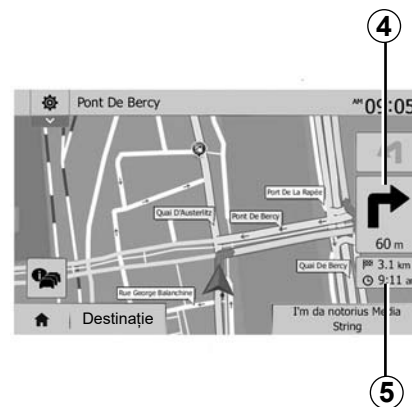 4
Pont De Bercy
AM 09:05
Port De La Rapée
Quai D'Austerlitz
Pont De Bercy
60 m
Quai De Bercy
3.1 km
9:11
Rue George Balanchine
Destinație
I'm da notorius Media
String
5